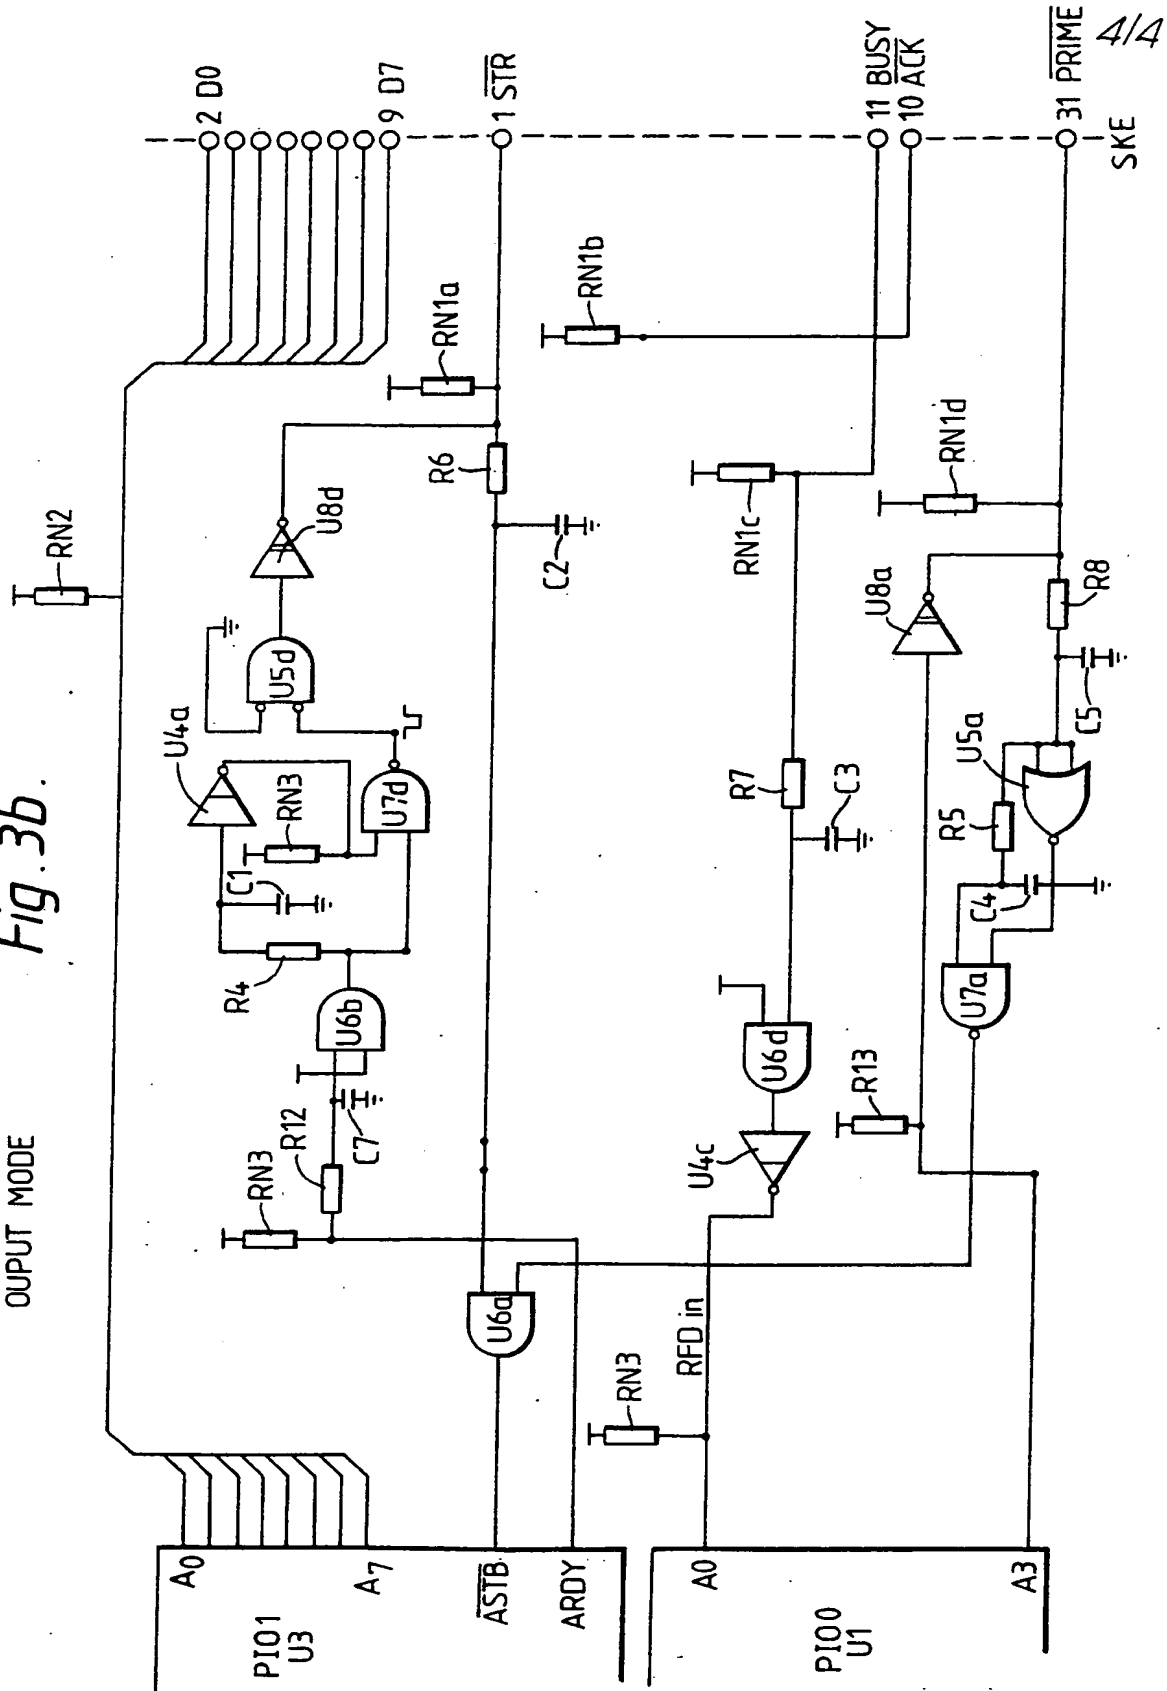 4/4
Fig. 3b.
OUPUT MODE
RN2
2 D0
9 D7
1 STR
11 BUSY
10 ACK
31 PRIME
SKE
RN1a
RN1b
R6
U8d
C2
RN1c
RN1d
U8a
R8
C5
U5d
U4a
RN3
U7d
C1
R4
R7
C3
U5a
R5
C4
U7a
U6b
R12
C7
RN3
U6d
U4c
R13
U6a
RN3
RFD in
A0
A7
ASTB
ARDY
PIO1
U3
A0
A3
PIO0
U1